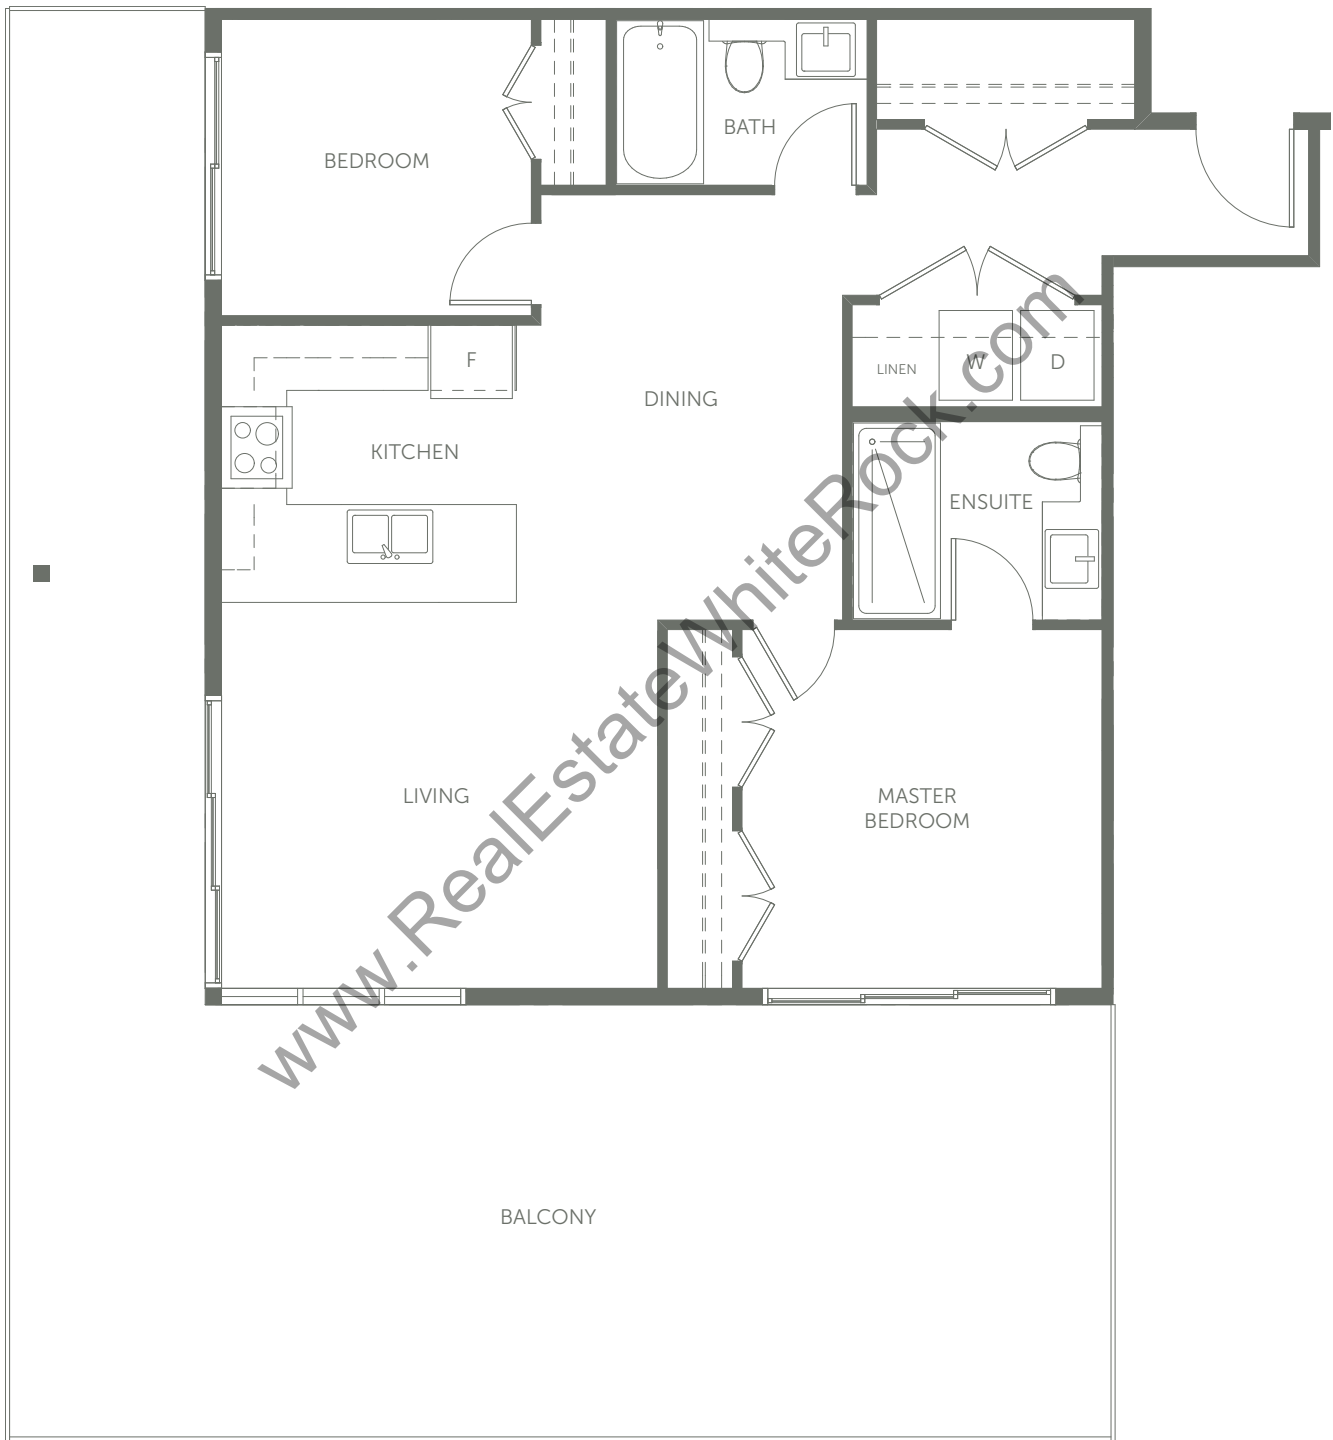 BATH
BEDROOM
F
LINEN
W
D
DINING
KITCHEN
ENSUITE
LIVING
MASTER
BEDROOM
www.RealEstateWhiteRock.com
BALCONY